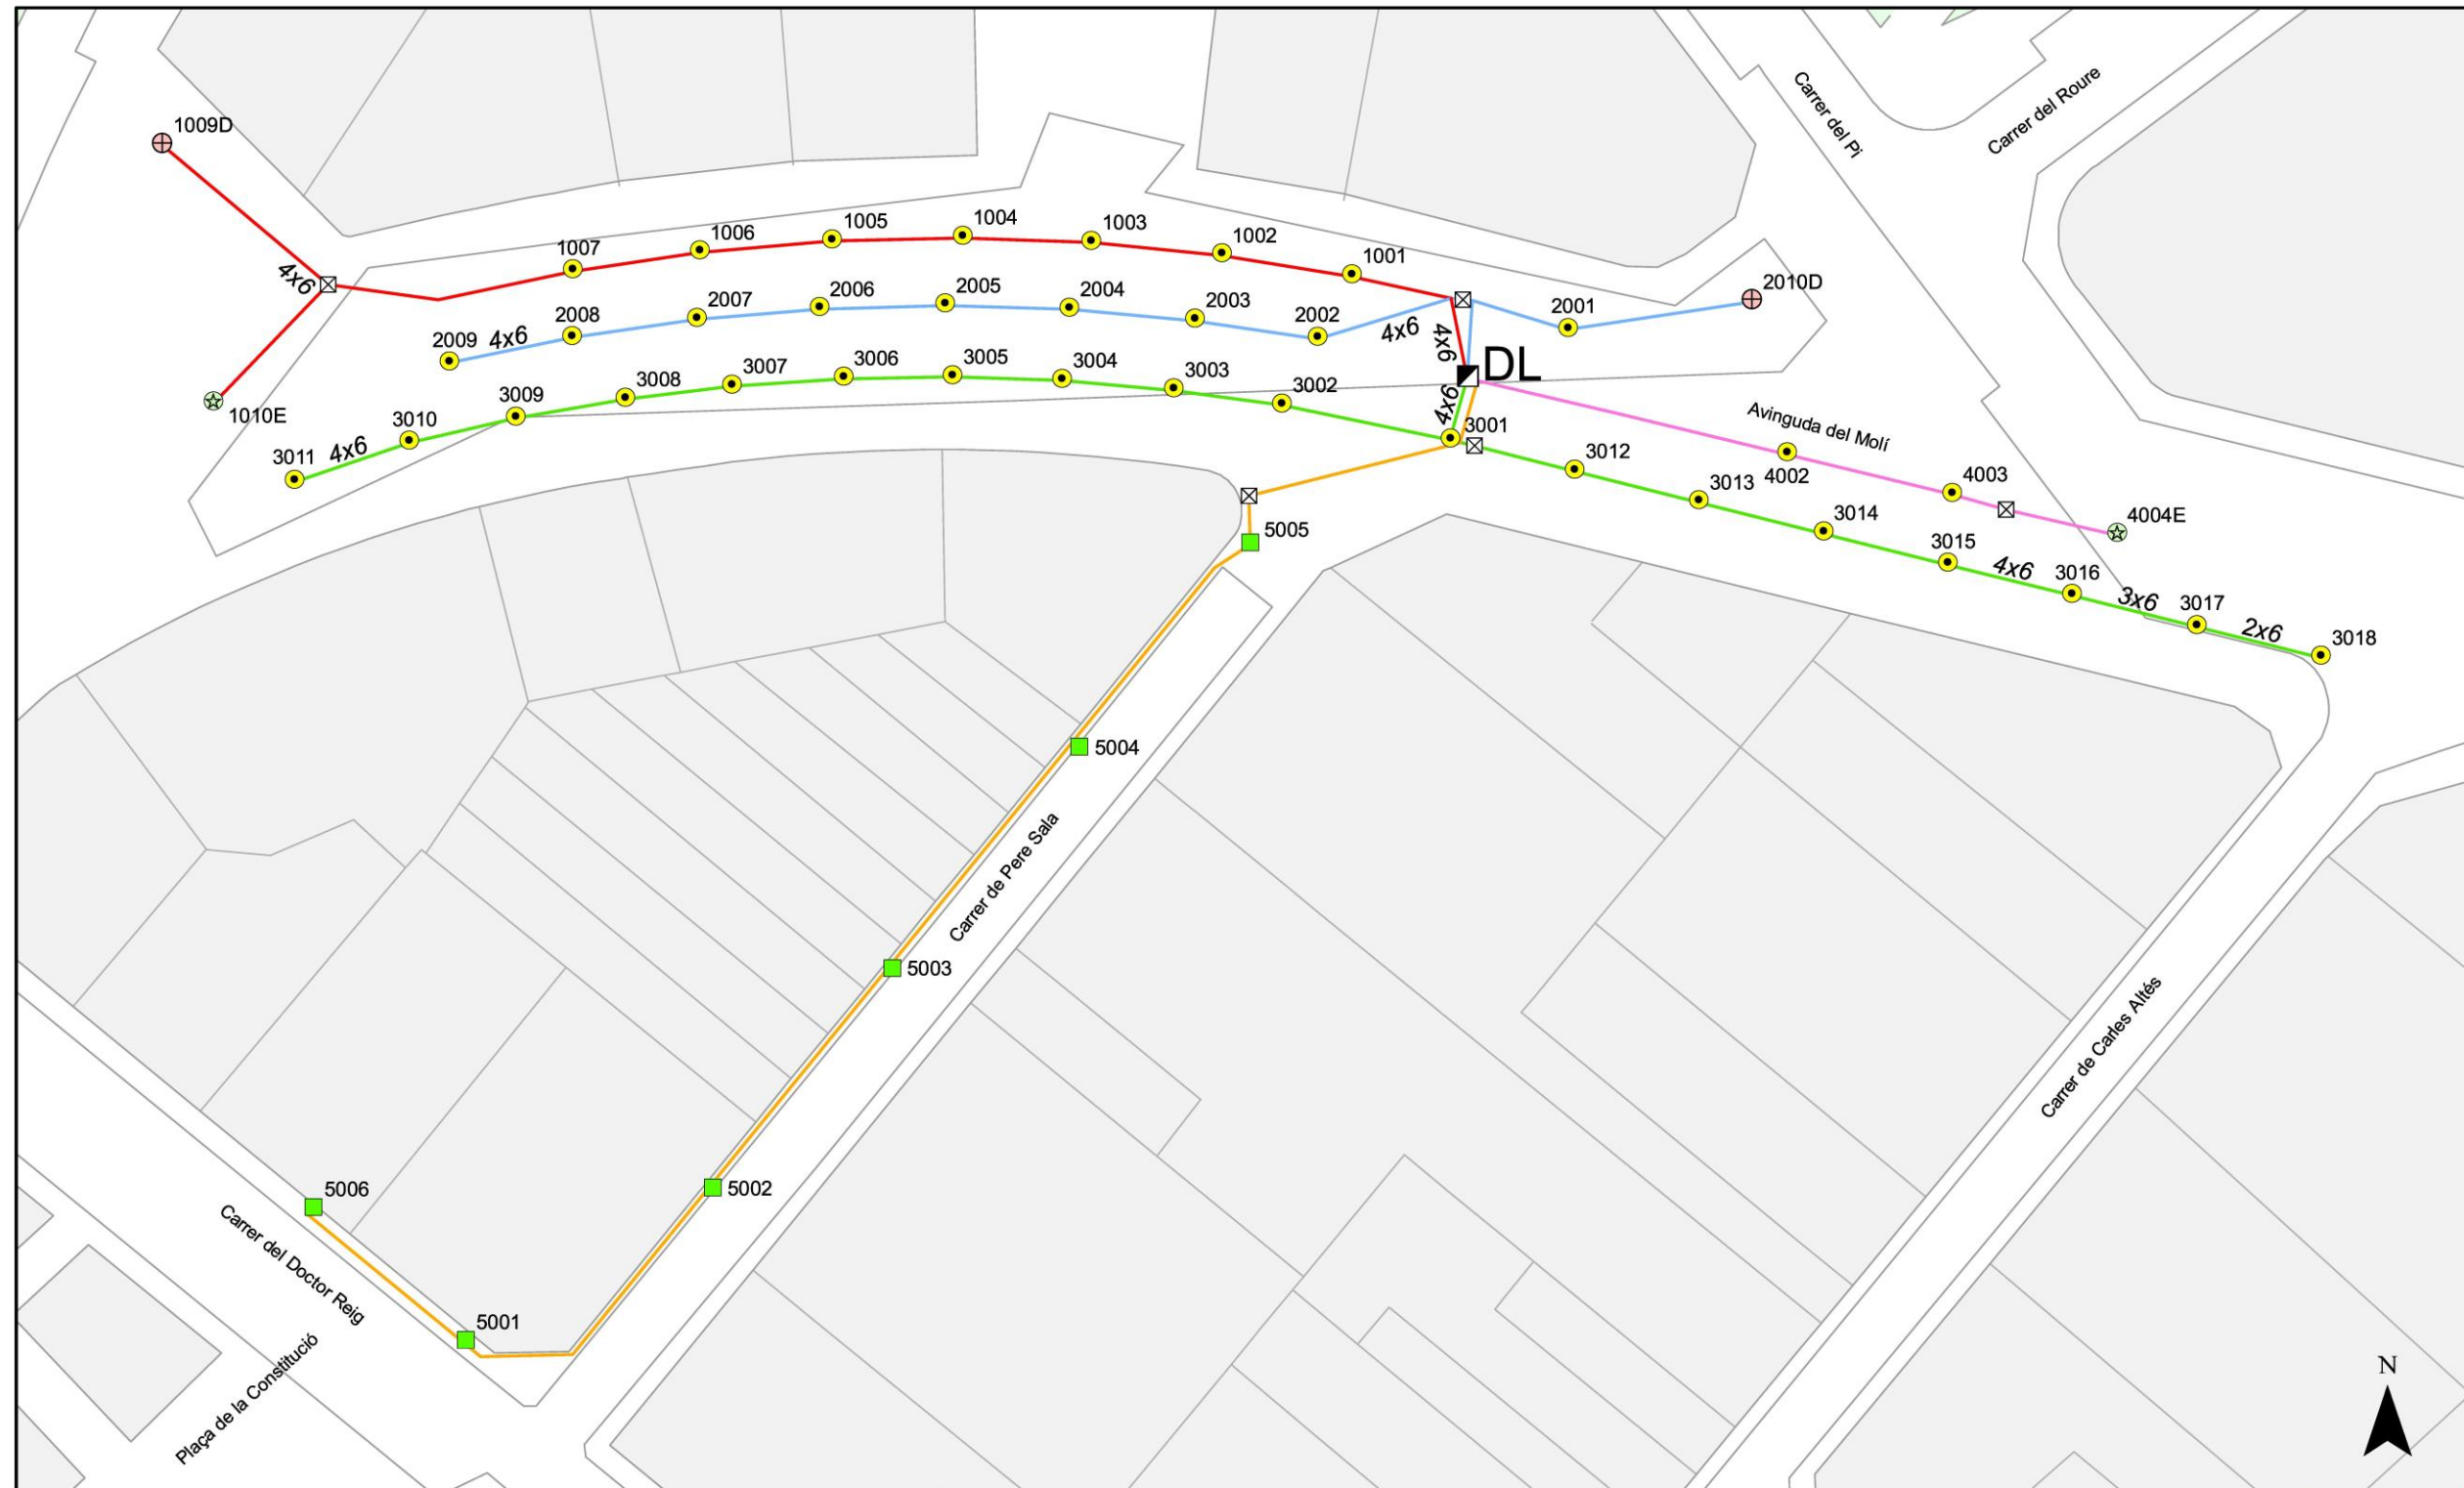 Carrer del Pi
Carrer del Roure
1009D
1007
1006
1005
1004
1003
1002
1001
4x6
2009
4x6
2008
2007
2006
2005
2004
2003
2002
4x6
4x6
2001
2010D
DL
1010E
3011
4x6
3010
3009
3008
3007
3006
3005
3004
3003
3002
4x6
3001
Avinguda del Molí
3012
3013
4002
4003
4004E
3014
3015
4x6
3016
3x6
3017
2x6
3018
5005
5004
Carrer de Pere Sala
5003
5002
Carrer de Carles Altés
5006
Carrer del Doctor Reig
5001
Plaça de la Constitució
N